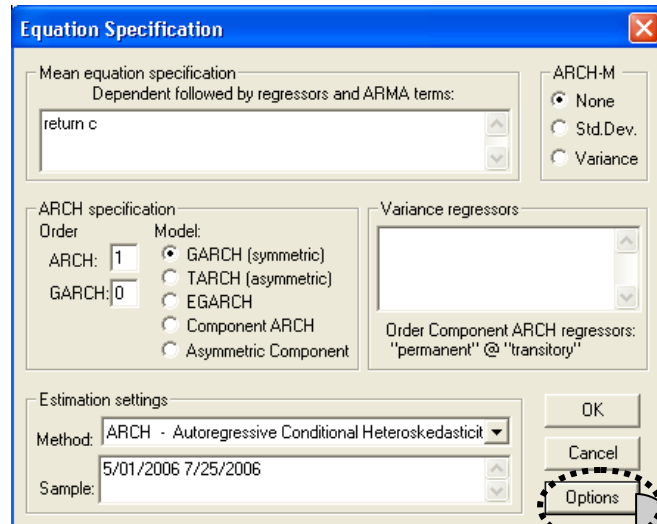 Equation Specification
Mean equation specification
Dependent followed by regressors and ARMA terms:
return c
ARCH-M
None
Std.Dev.
Variance
ARCH specification
Order
ARCH: 1
GARCH: 0
Model:
GARCH (symmetric)
TARCH (asymmetric)
EGARCH
Component ARCH
Asymmetric Component
Variance regressors
Order Component ARCH regressors:
"permanent" @ "transitory"
Estimation settings
Method: ARCH - Autoregressive Conditional Heteroskedasticit
Sample: 5/01/2006 7/25/2006
OK
Cancel
Options